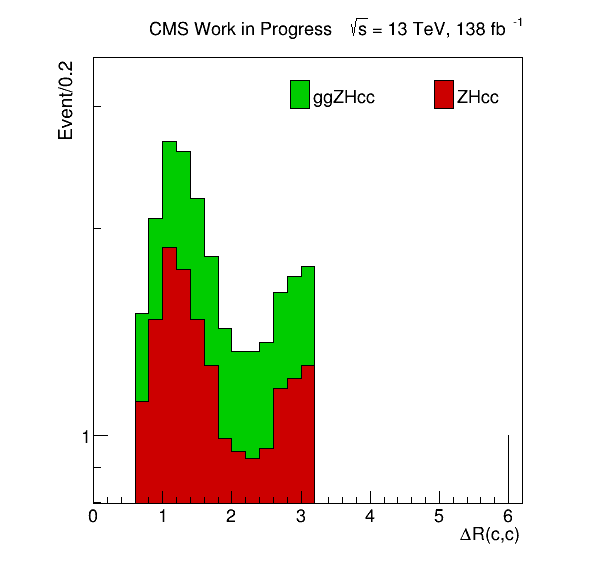 CMS Work in Progress √s = 13 TeV, 138 fb⁻¹
Event/0.2
ggZHcc ZHcc
1
0 1 2 3 4 5 6
ΔR(c,c)